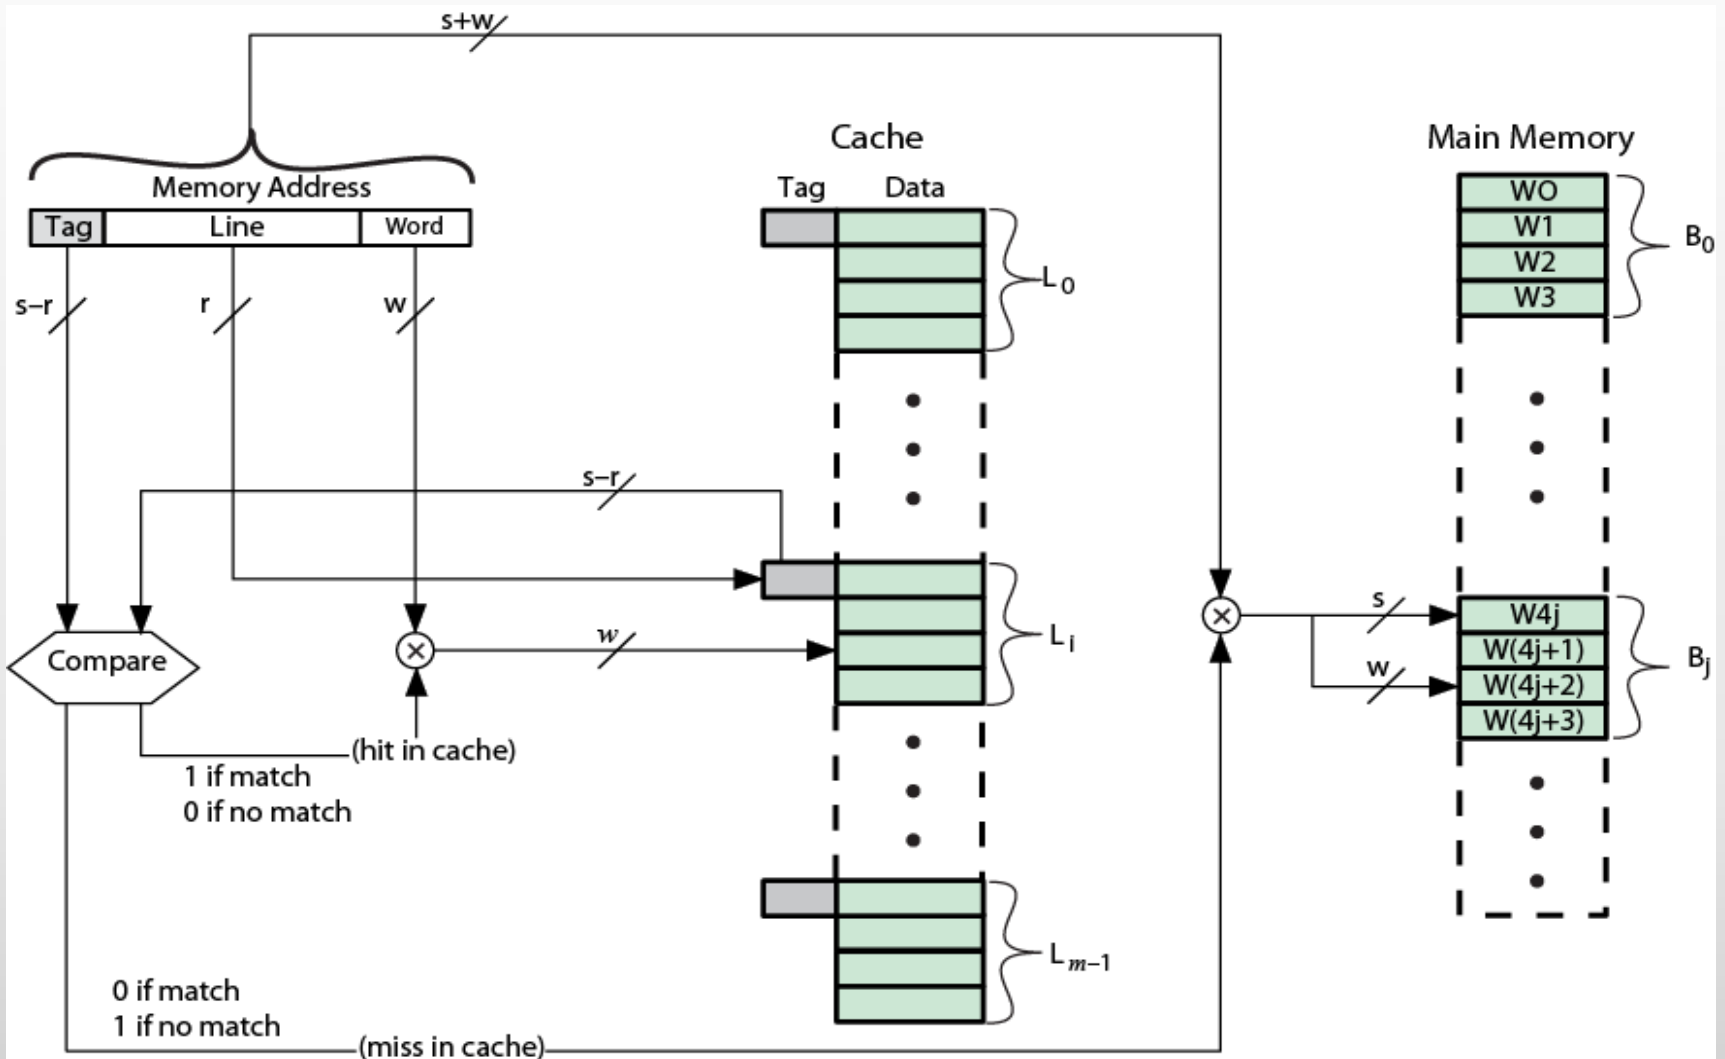 s+w
Cache
Main Memory
Memory Address
Tag Data
Tag Line Word
WO
W1
W2
W3
B0
L0
s–r
r
w
s–r
s
W4j
W(4j+1)
W(4j+2)
W(4j+3)
Bj
w
Li
w
Compare
(hit in cache)
1 if match
0 if no match
Lm–1
0 if match
1 if no match
(miss in cache)